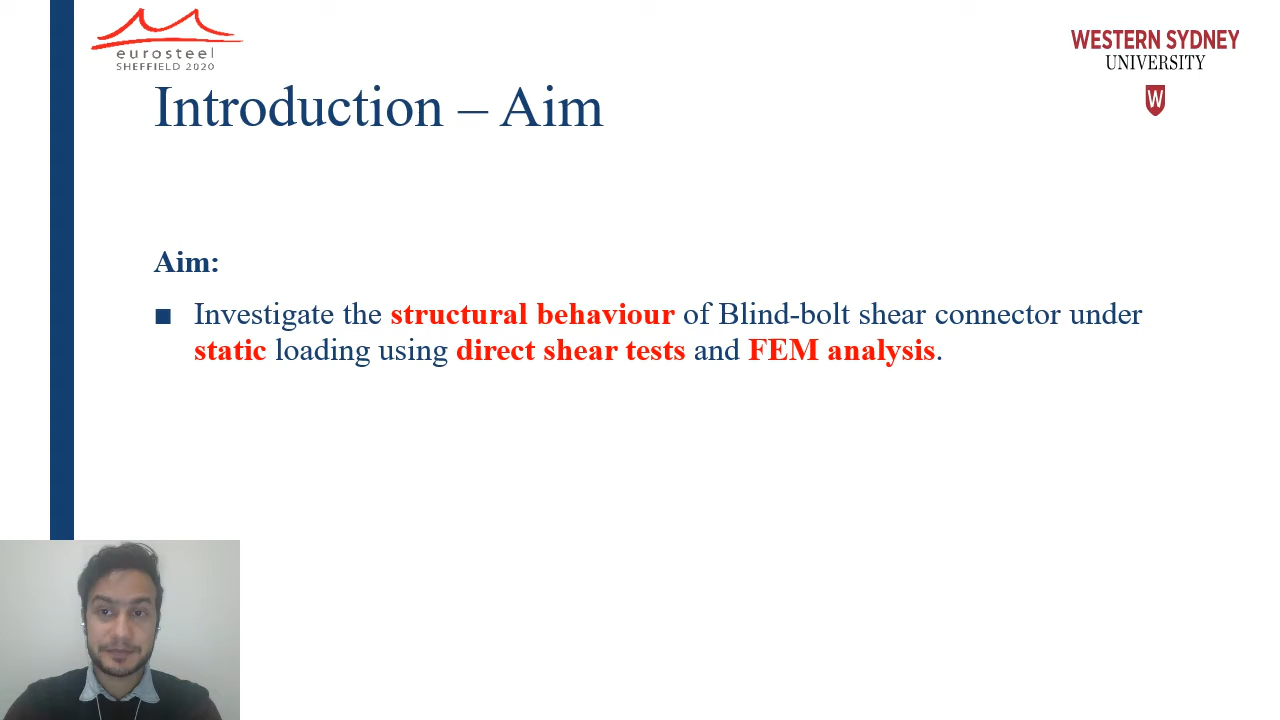 eurosteel
SHEFFIELD 2020
WESTERN SYDNEY
UNIVERSITY
W
Introduction – Aim
Aim:
■ Investigate the structural behaviour of Blind-bolt shear connector under
static loading using direct shear tests and FEM analysis.